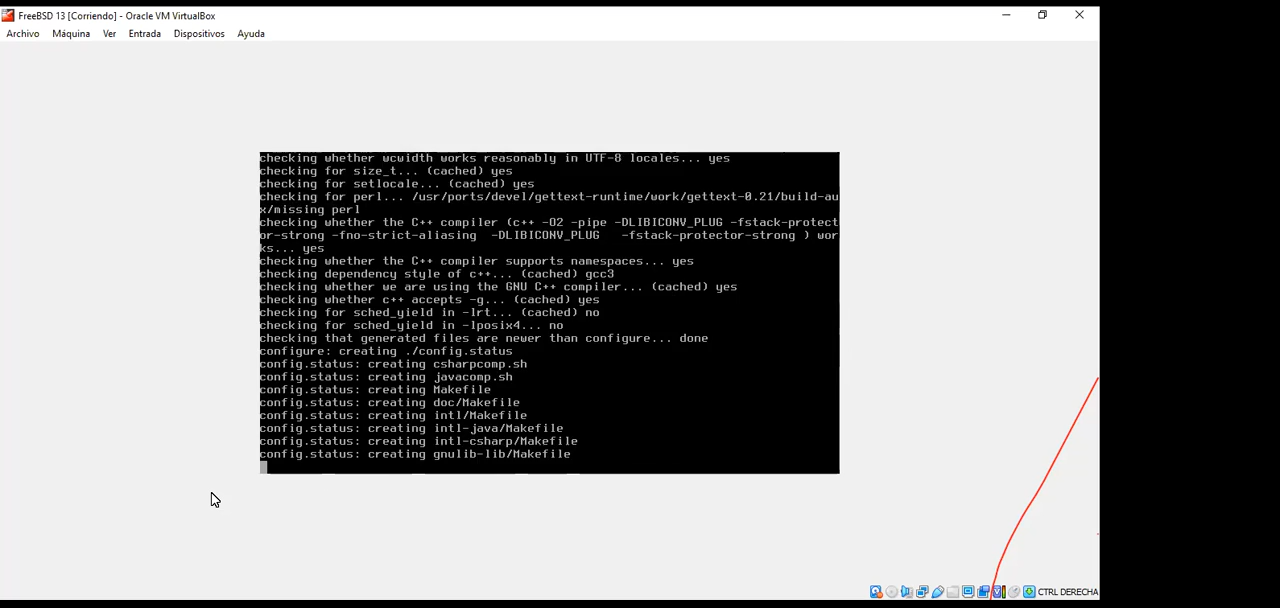 FreeBSD 13 [Corriendo] - Oracle VM VirtualBox
Archivo Máquina Ver Entrada Dispositivos Ayuda
checking whether wcwidth works reasonably in UTF-8 locales... yes
checking for size_t... (cached) yes
checking for setlocale... (cached) yes
checking for perl... /usr/ports/devel/gettext-runtime/work/gettext-0.21/build-au
x/missing perl
checking whether the C++ compiler (c++ -O2 -pipe -DLIBICONV_PLUG -fstack-protect
or-strong -fno-strict-aliasing  -DLIBICONV_PLUG   -fstack-protector-strong ) wor
ks... yes
checking whether the C++ compiler supports namespaces... yes
checking dependency style of c++... (cached) gcc3
checking whether we are using the GNU C++ compiler... (cached) yes
checking whether c++ accepts -g... (cached) yes
checking for sched_yield in -lrt... (cached) no
checking for sched_yield in -lposix4... no
checking that generated files are newer than configure... done
configure: creating ./config.status
config.status: creating csharpcomp.sh
config.status: creating javacomp.sh
config.status: creating Makefile
config.status: creating doc/Makefile
config.status: creating intl/Makefile
config.status: creating intl-java/Makefile
config.status: creating intl-csharp/Makefile
config.status: creating gnulib-lib/Makefile
CTRL DERECHA